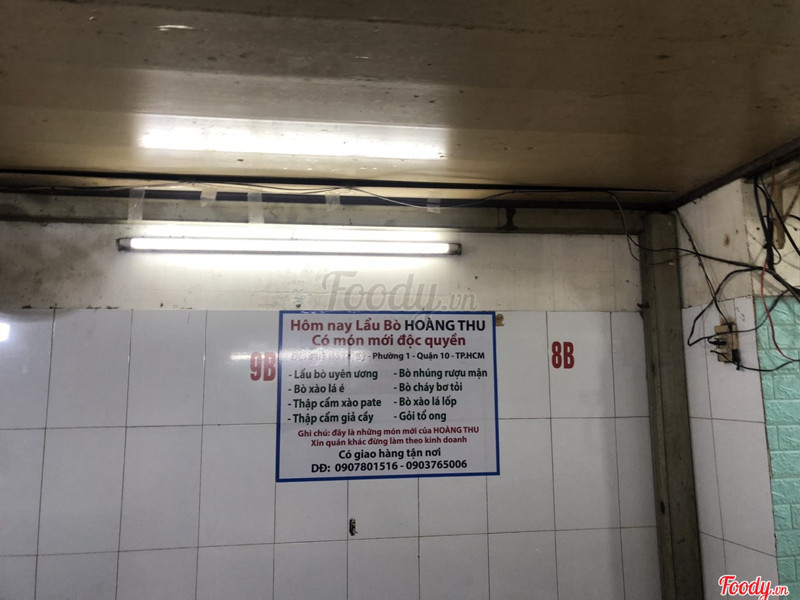 Foody.vn
Hôm nay Lẩu Bò HOÀNG THU
Có món mới độc quyền
- Phường 1 - Quận 10 - TP.HCM
9B
8B
- Lẩu bò uyên ương
- Bò nhúng rượu mận
- Bò xào lá é
- Bò cháy bơ tỏi
- Thập cẩm xào pate
- Bò xào lá lốp
- Thập cẩm giả cầy
- Gỏi tổ ong
Ghi chú: đây là những món mới của HOÀNG THU
Xin quán khác đừng làm theo kinh doanh
Có giao hàng tận nơi
DĐ: 0907801516 - 0903765006
Foody.vn